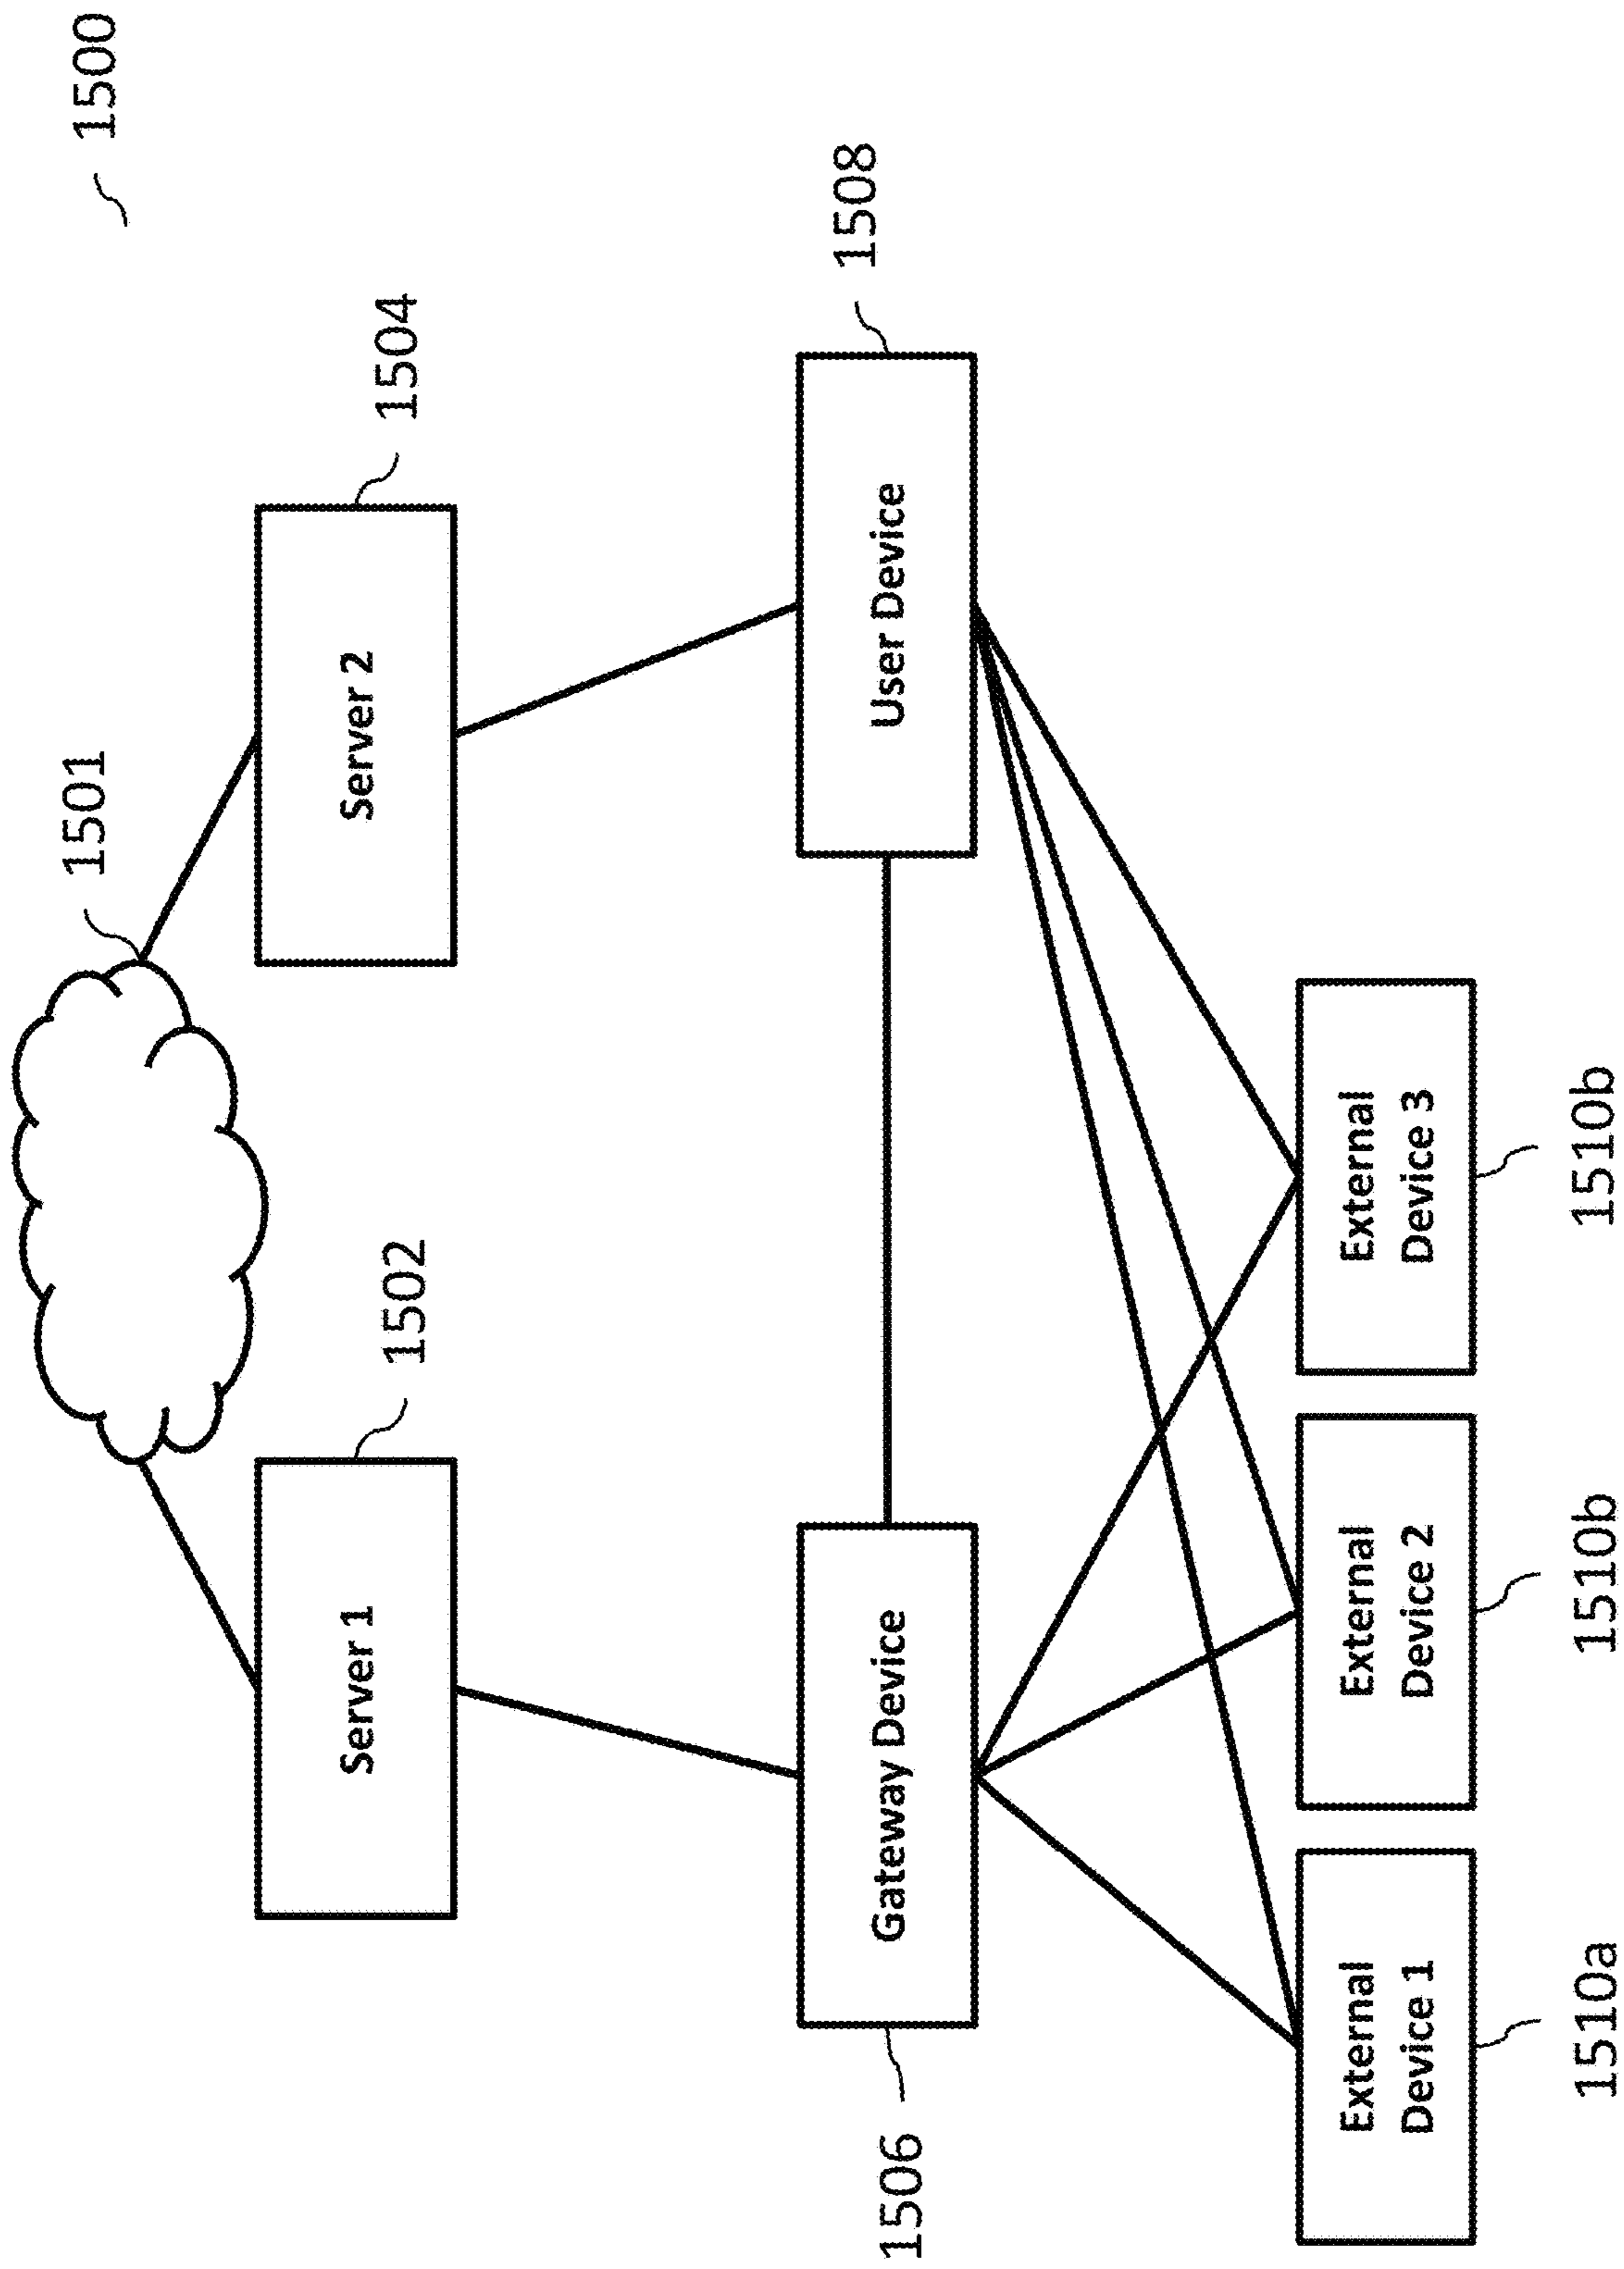 1500
1501
1502
Server 1
Server 2
1504
1506
Gateway Device
User Device
1508
External
Device 1
External
Device 2
External
Device 3
1510a
1510b
1510b